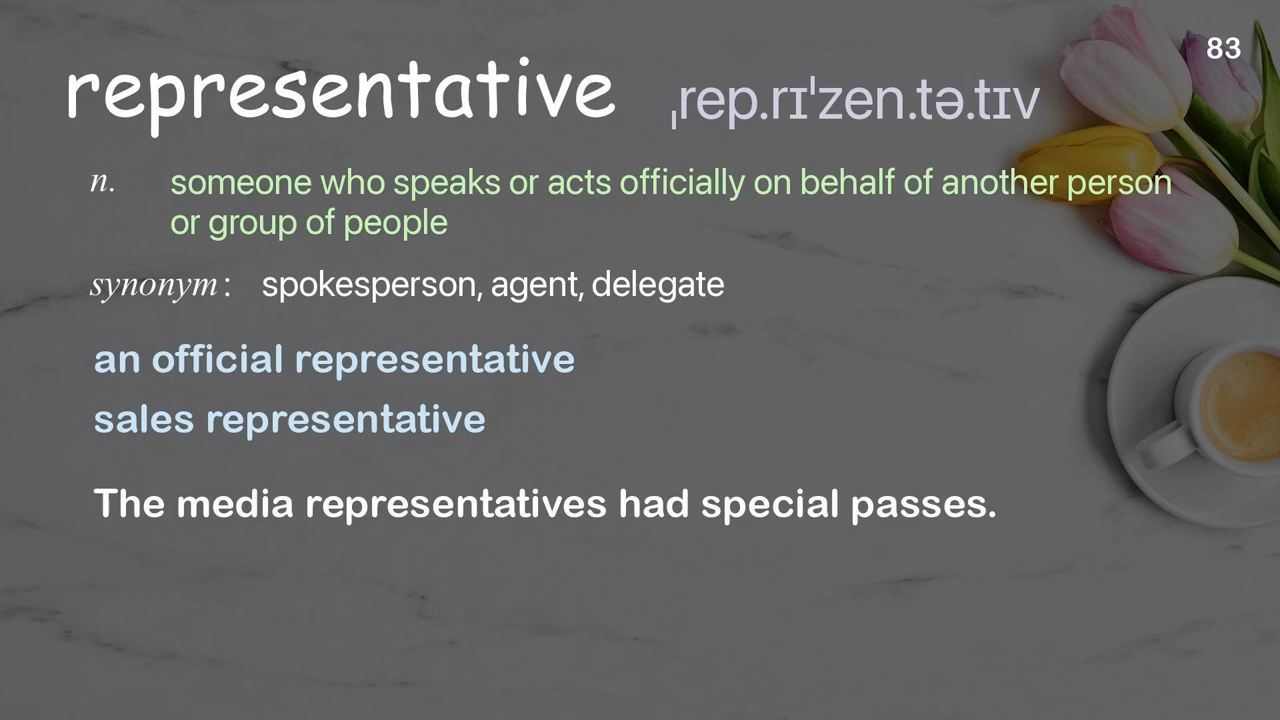 83
representative ˌrep.rɪˈzen.tə.tɪv
n. someone who speaks or acts officially on behalf of another person
or group of people
synonym: spokesperson, agent, delegate
an official representative
sales representative
The media representatives had special passes.